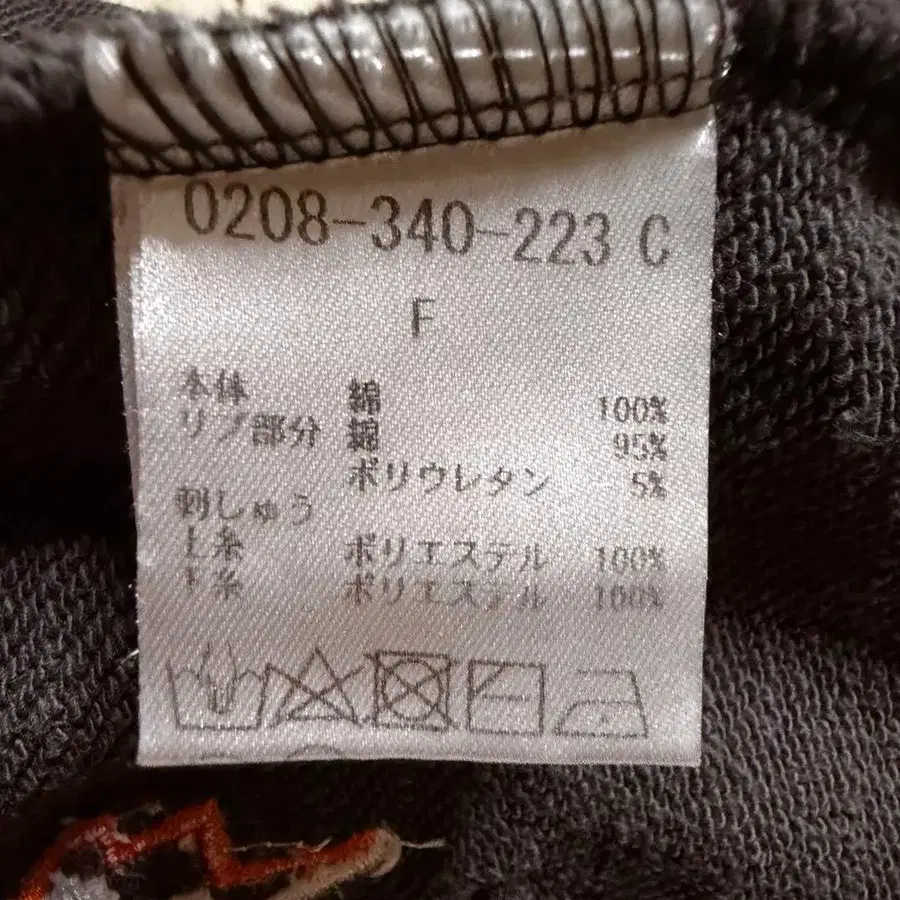 0208-340-223 C
F
本体 綿 100%
リブ部分 綿 95%
ポリウレタン 5%
刺しゅう
上糸 ポリエステル 100%
下糸 ポリエステル 100%